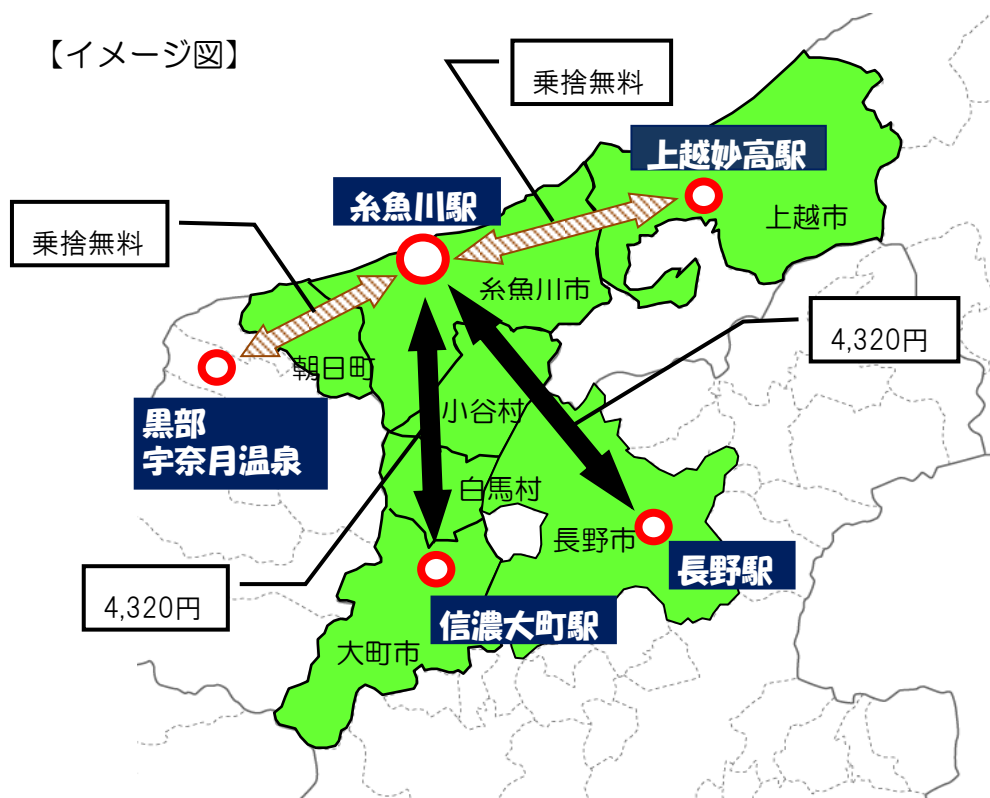 【イメージ図】
乗捨無料
上越妙高駅
糸魚川駅
上越市
乗捨無料
糸魚川市
4,320円
朝日町
小谷村
黒部
宇奈月温泉
白馬村
長野市
長野駅
4,320円
信濃大町駅
大町市